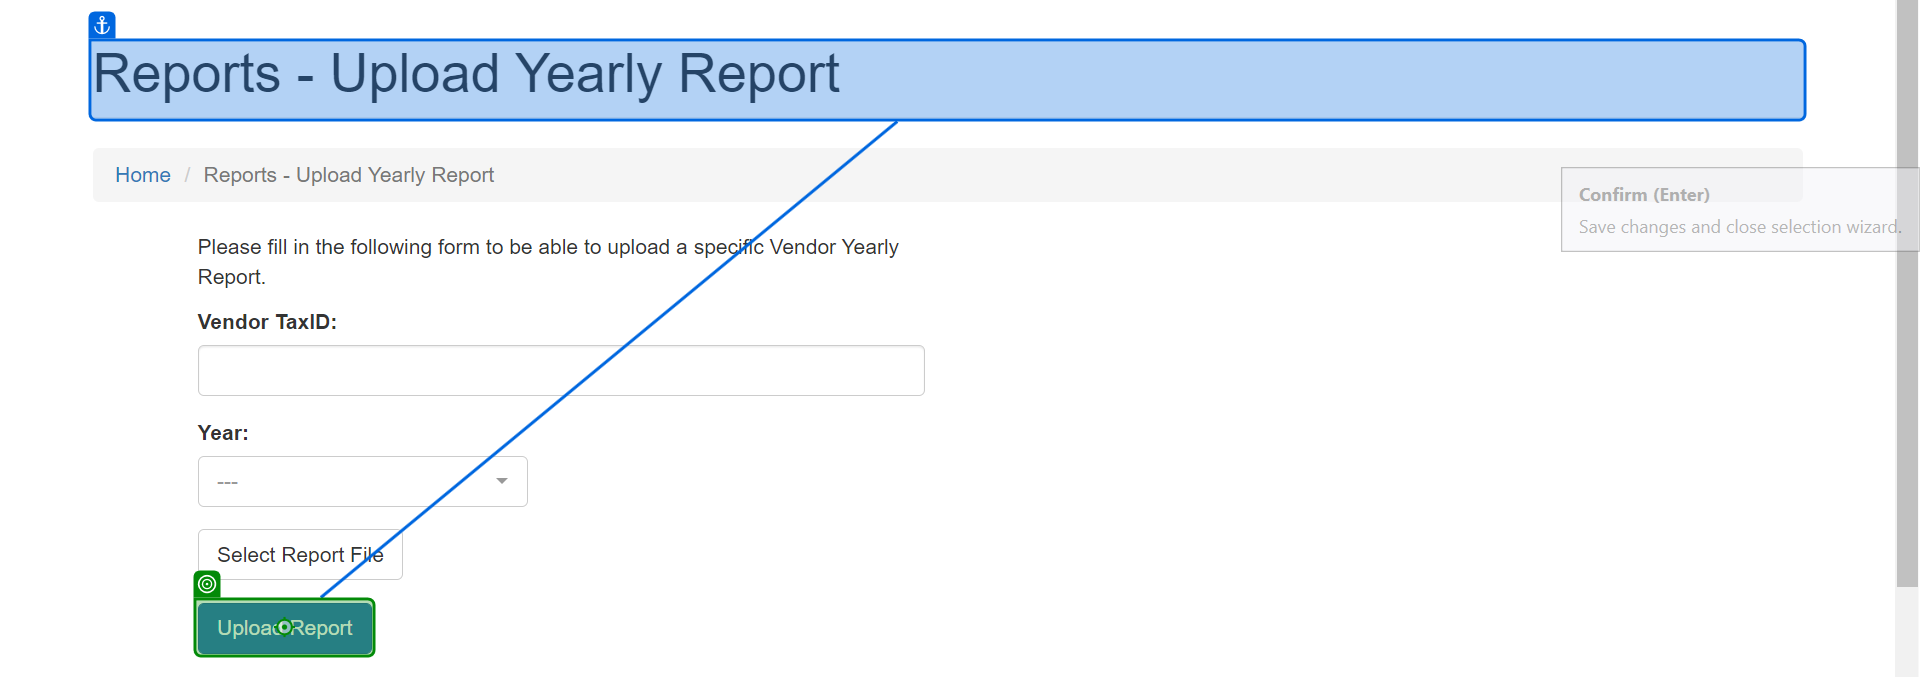 Reports - Upload Yearly Report
Home / Reports - Upload Yearly Report
Confirm (Enter)
Save changes and close selection wizard.
Please fill in the following form to be able to upload a specific Vendor Yearly
Report.
Vendor TaxID:
Year:
---
Select Report File
Upload Report